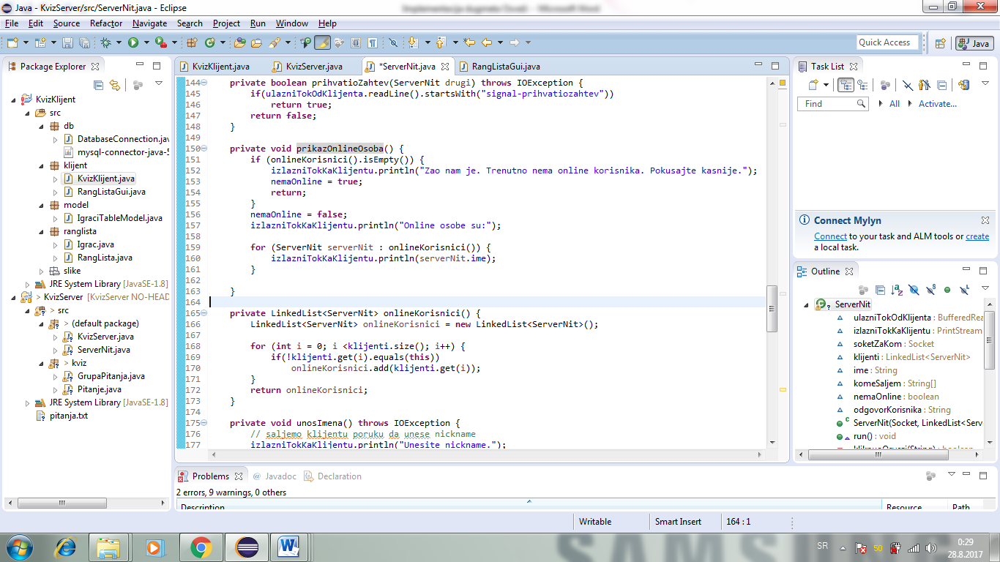 Java - KvizServer/src/ServerNit.java - Eclipse
File Edit Source Refactor Navigate Search Project Run Window Help
Quick Access
Java
Package Explorer
KvizKlijent
src
db
DatabaseConnection.jav
mysql-connector-java-5
klijent
KvizKlijent.java
RangListaGui.java
model
IgraciTableModel.java
ranglista
Igrac.java
RangLista.java
slike
JRE System Library [JavaSE-1.8]
> KvizServer [KvizServer NO-HEAD
> src
> (default package)
KvizServer.java
ServerNit.java
> kviz
GrupaPitanja.java
Pitanje.java
JRE System Library [JavaSE-1.8]
pitanja.txt
KvizKlijent.java KvizServer.java *ServerNit.java RangListaGui.java
144 private boolean prihvatioZahtev(ServerNit drugi) throws IOException {
145 if(ulazniTokOdKlijenta.readLine().startsWith("signal-prihvatiozahtev"))
146 return true;
147 return false;
148 }
149
150 private void prikazOnlineOsoba() {
151 if (onlineKorisnici().isEmpty()) {
152 izlazniTokKaKlijentu.println("Zao nam je. Trenutno nema online korisnika. Pokusajte kasnije.");
153 nemaOnline = true;
154 return;
155 }
156 nemaOnline = false;
157 izlazniTokKaKlijentu.println("Online osobe su:");
158
159 for (ServerNit serverNit : onlineKorisnici()) {
160 izlazniTokKaKlijentu.println(serverNit.ime);
161 }
162
163 }
164
165 private LinkedList<ServerNit> onlineKorisnici() {
166 LinkedList<ServerNit> onlineKorisnici = new LinkedList<ServerNit>();
167
168 for (int i = 0; i <klijenti.size(); i++) {
169 if(!klijenti.get(i).equals(this))
170 onlineKorisnici.add(klijenti.get(i));
171 }
172 return onlineKorisnici;
173 }
174
175 private void unosImena() throws IOException {
176 // saljemo klijentu poruku da unese nickname
177 izlazniTokKaKlijentu.println("Unesite nickname.");
Task List
Find All Activate...
Connect Mylyn
Connect to your task and ALM tools or create
a local task.
Outline
ServerNit
ulazniTokOdKlijenta : BufferedRea
izlazniTokKaKlijentu : PrintStream
soketZaKom : Socket
klijenti : LinkedList<ServerNit>
ime : String
komeSaljem : String[]
nemaOnline : boolean
odgovorKorisnika : String
ServerNit(Socket, LinkedList<Serv
run() : void
Problems @ Javadoc Declaration
2 errors, 9 warnings, 0 others
Description Resource Path
Writable Smart Insert 164 : 1
SR 50 0:29
28.8.2017
SAMSUNG